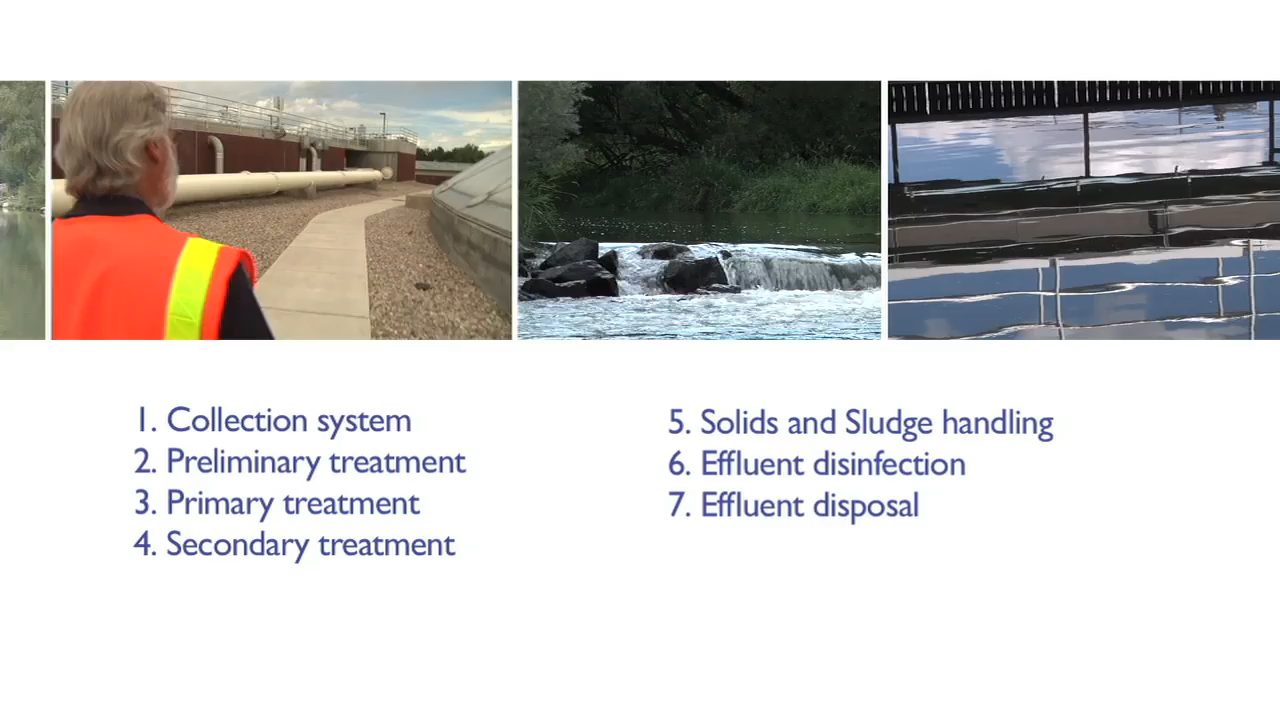 1. Collection system
2. Preliminary treatment
3. Primary treatment
4. Secondary treatment
5. Solids and Sludge handling
6. Effluent disinfection
7. Effluent disposal